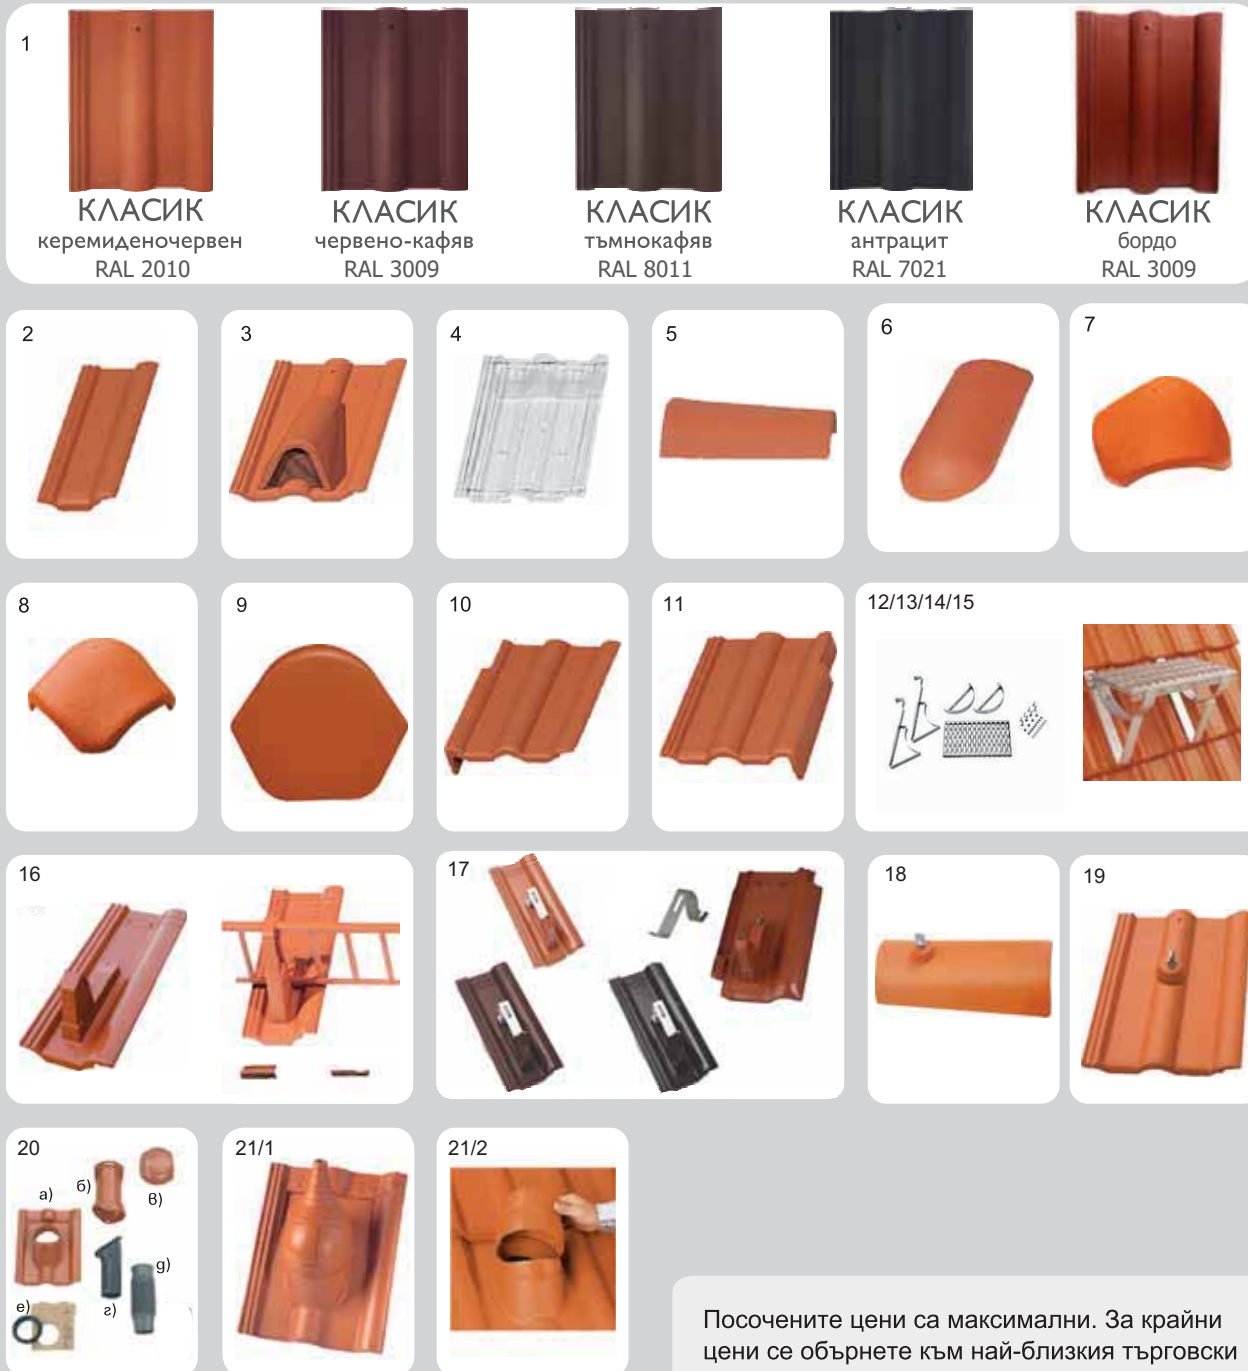 1
КЛАСИК
керемиденочервен
RAL 2010
КЛАСИК
червено-кафяв
RAL 3009
КЛАСИК
тъмнокафяв
RAL 8011
КЛАСИК
антрацит
RAL 7021
КЛАСИК
бордо
RAL 3009
2
3
4
5
6
7
8
9
10
11
12/13/14/15
16
17
18
19
20
а)
б)
в)
г)
д)
е)
21/1
21/2
Посочените цени са максимални. За крайни
цени се обърнете към най-близкия търговски